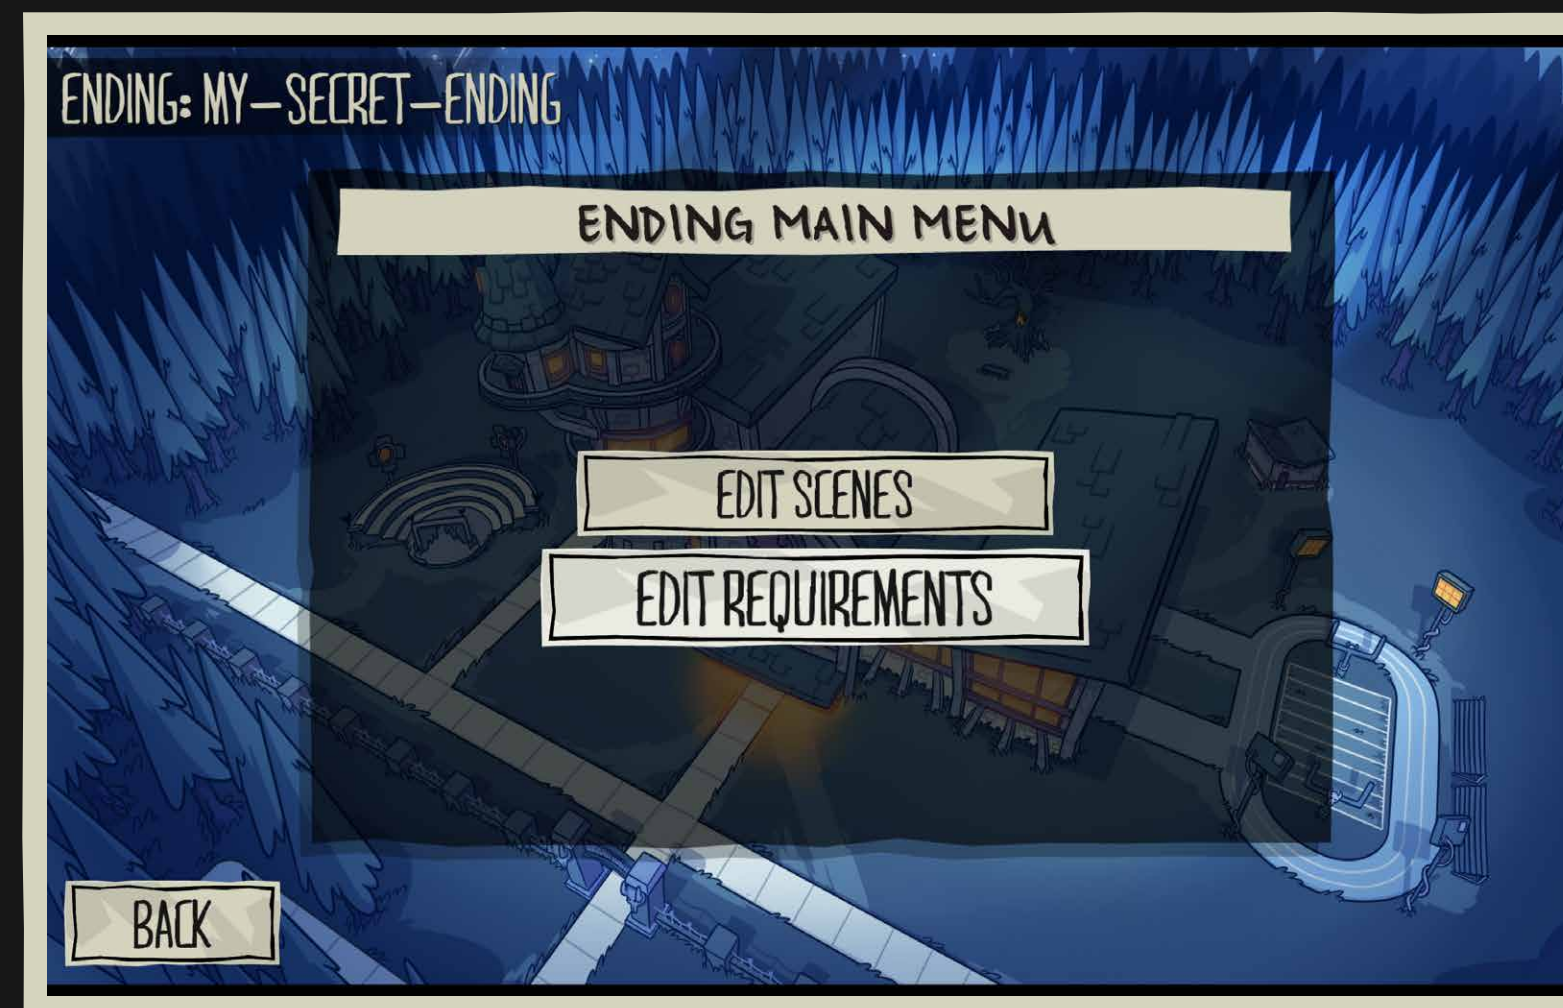 ENDING: MY-SECRET-ENDING
ENDING MAIN MENU
EDIT SCENES
EDIT REQUIREMENTS
BACK